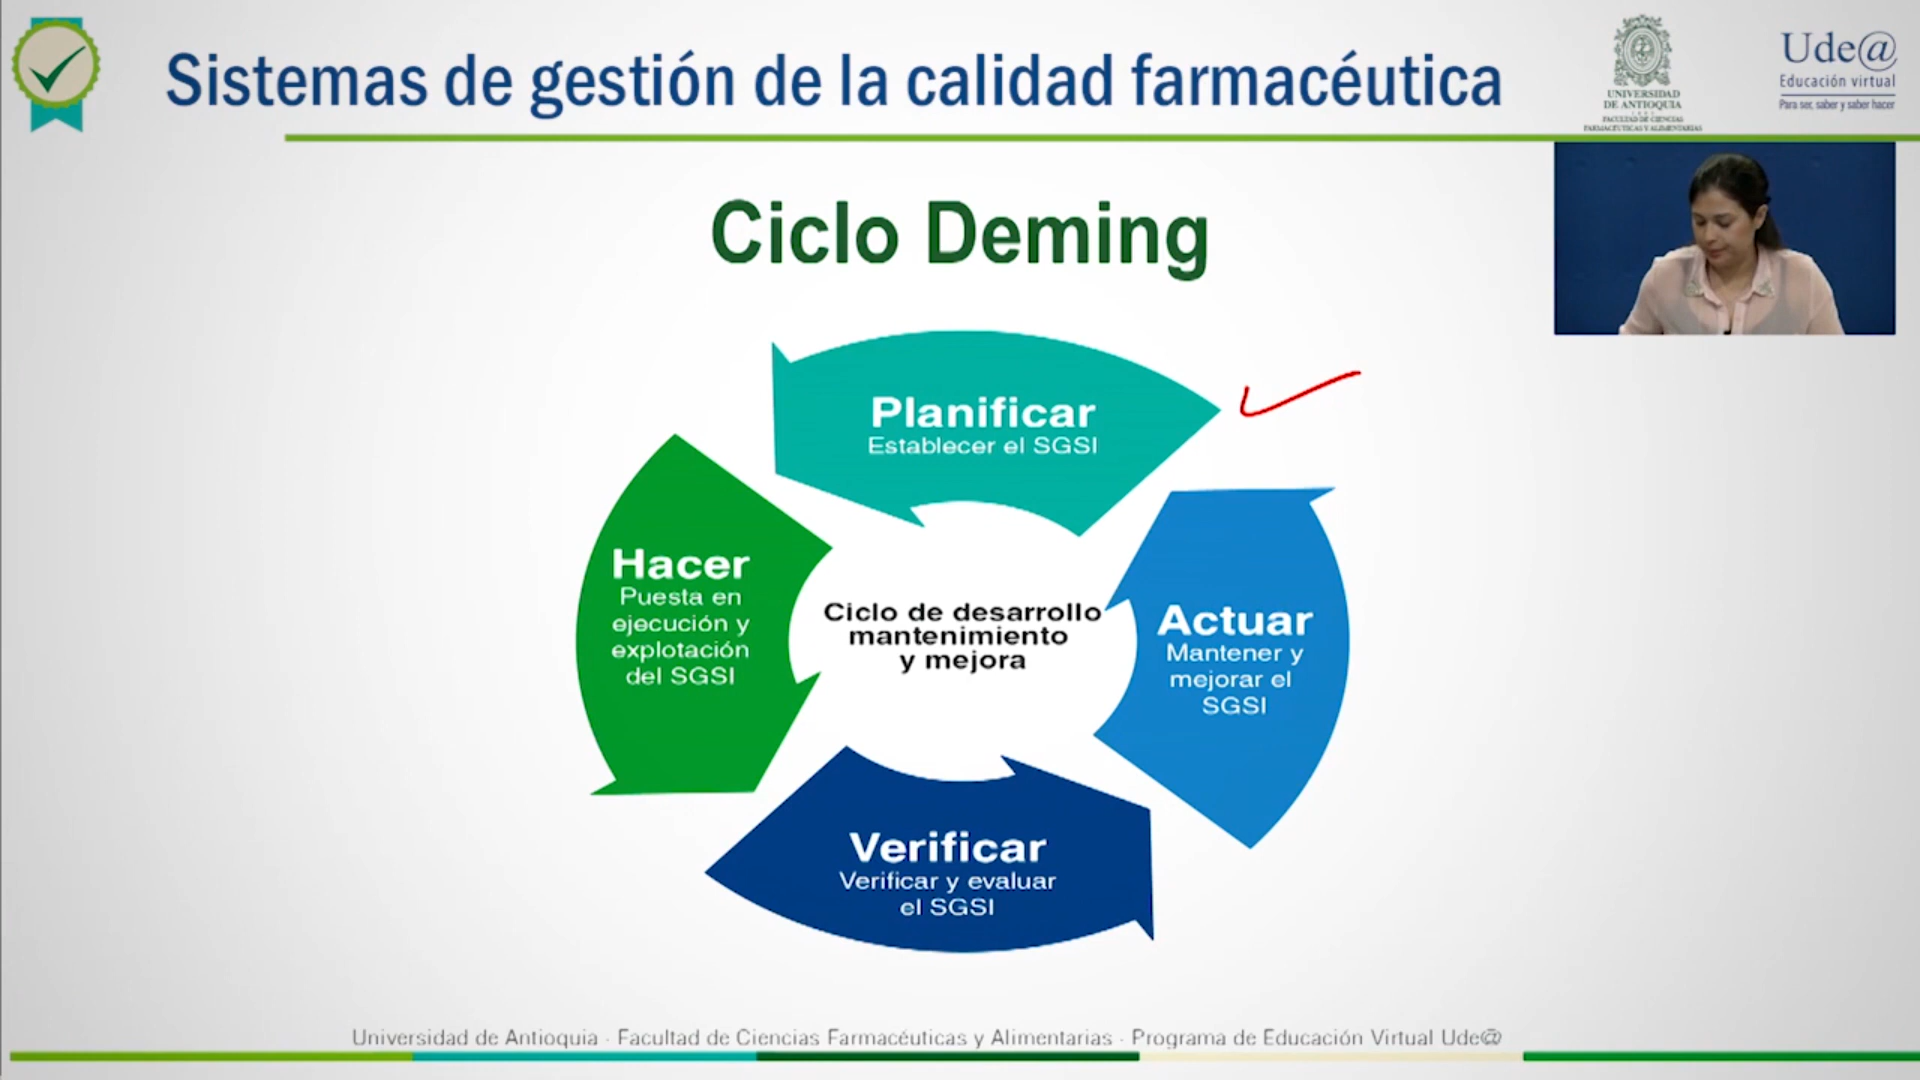 Sistemas de gestión de la calidad farmacéutica
UNIVERSIDAD
DE ANTIOQUIA
1803
FACULTAD DE CIENCIAS
FARMACÉUTICAS Y ALIMENTARIAS
Ude@
Educación virtual
Para ser, saber y saber hacer
Ciclo Deming
Planificar
Establecer el SGSI
Hacer
Puesta en
ejecución y
explotación
del SGSI
Ciclo de desarrollo
mantenimiento
y mejora
Actuar
Mantener y
mejorar el
SGSI
Verificar
Verificar y evaluar
el SGSI
Universidad de Antioquia · Facultad de Ciencias Farmacéuticas y Alimentarias · Programa de Educación Virtual Ude@